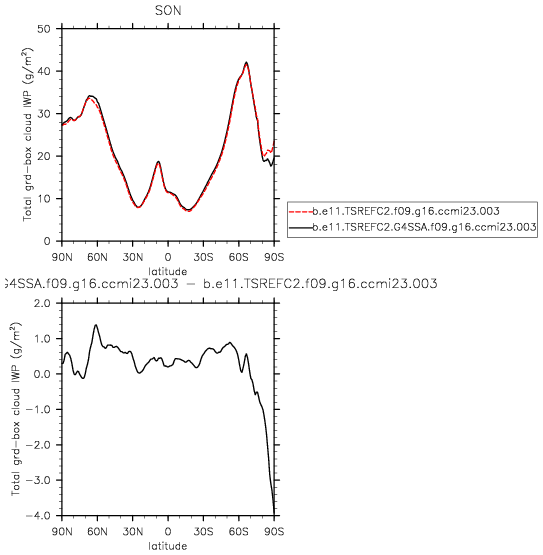 SON
50
40
30
20
10
0
Total grd-box cloud IWP (g/m²)
90N 60N 30N 0 30S 60S 90S
latitude
b.e11.TSREFC2.f09.g16.ccmi23.003
b.e11.TSREFC2.G4SSA.f09.g16.ccmi23.003
G4SSA.f09.g16.ccmi23.003 - b.e11.TSREFC2.f09.g16.ccmi23.003
2.0
1.0
0.0
-1.0
-2.0
-3.0
-4.0
Total grd-box cloud IWP (g/m²)
90N 60N 30N 0 30S 60S 90S
latitude